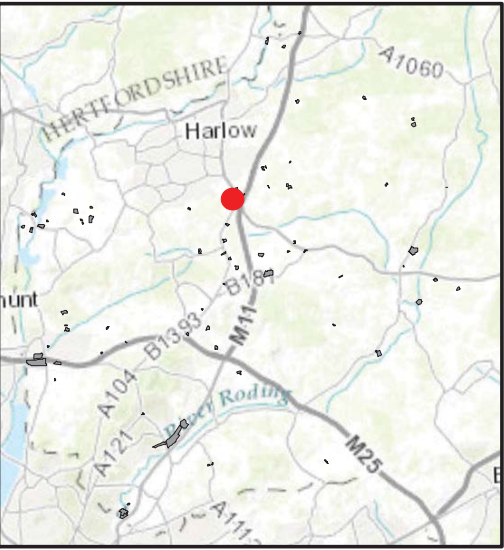 A1060
HERTFORDSHIRE
Harlow
B181
hunt
B1393
M11
A104
River Roding
A121
M25
A1112
E